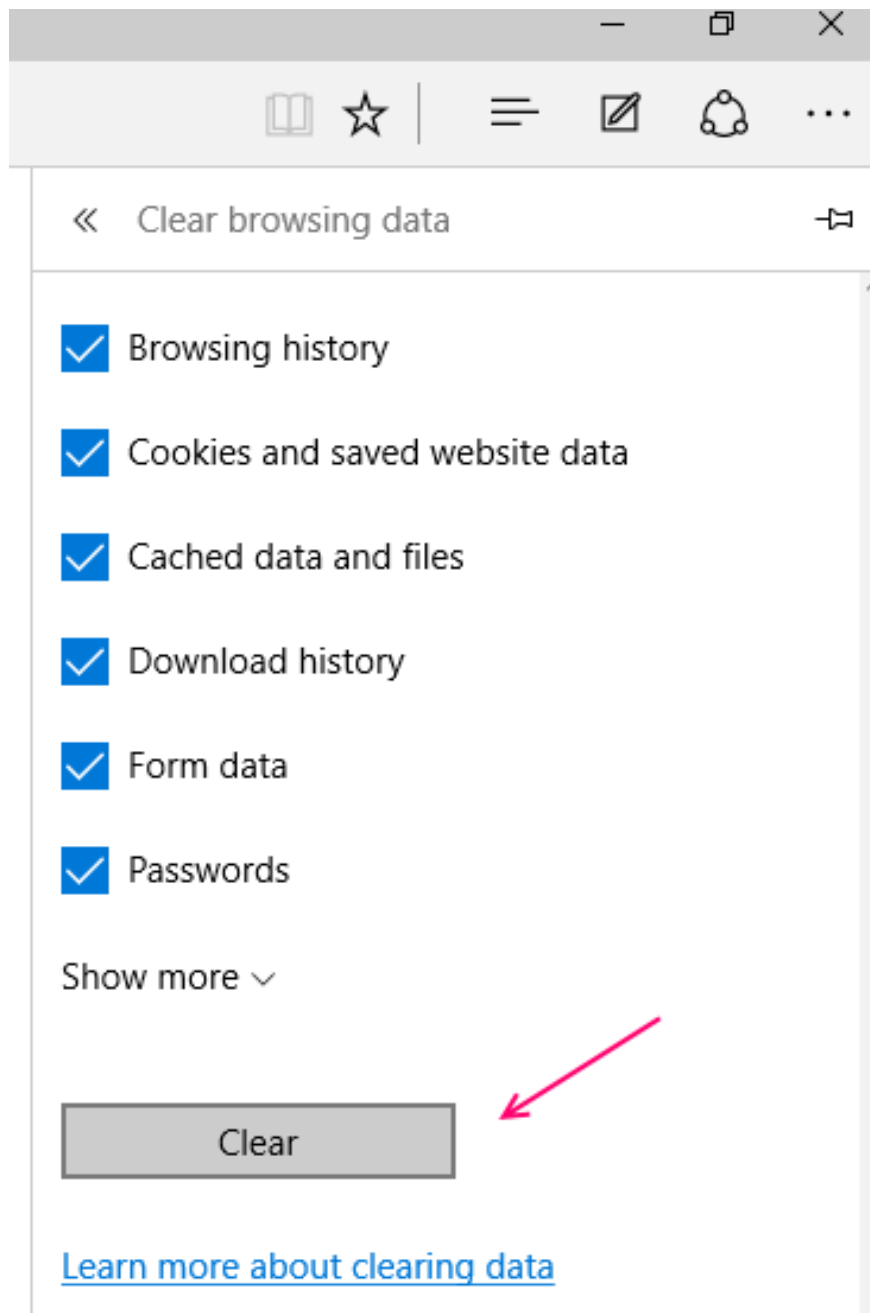 Clear browsing data
Browsing history
Cookies and saved website data
Cached data and files
Download history
Form data
Passwords
Show more
Clear
Learn more about clearing data